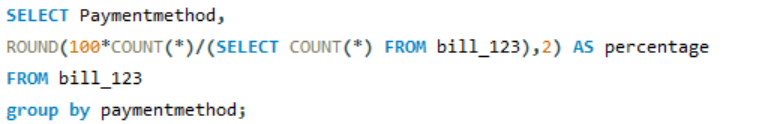 SELECT Paymentmethod,
ROUND(100*COUNT(*)/(SELECT COUNT(*) FROM bill_123),2) AS percentage
FROM bill_123
group by paymentmethod;